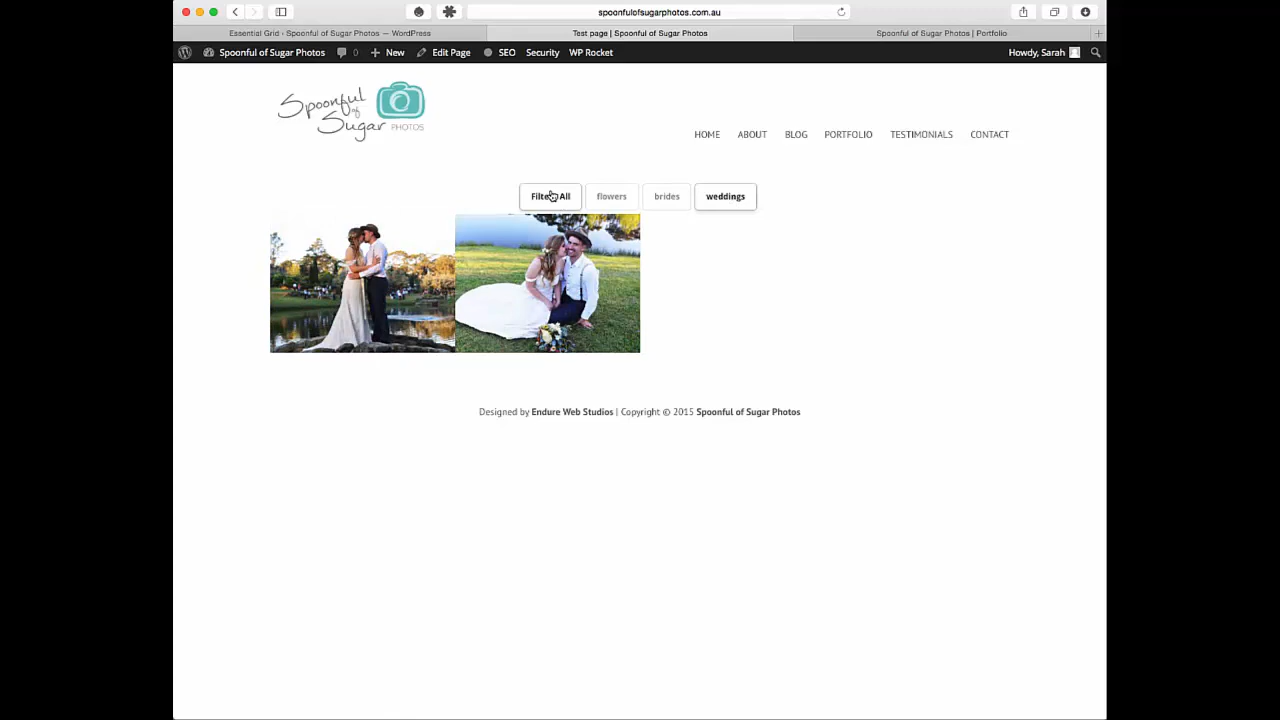 spoonfulofsugarphotos.com.au
Essential Grid ‹ Spoonful of Sugar Photos — WordPress
Test page | Spoonful of Sugar Photos
Spoonful of Sugar Photos | Portfolio
Spoonful of Sugar Photos
0
New
Edit Page
SEO
Security
WP Rocket
Howdy, Sarah
Spoonful
of
Sugar PHOTOS
HOME
ABOUT
BLOG
PORTFOLIO
TESTIMONIALS
CONTACT
All
flowers
brides
weddings
Designed by Endure Web Studios | Copyright © 2015 Spoonful of Sugar Photos